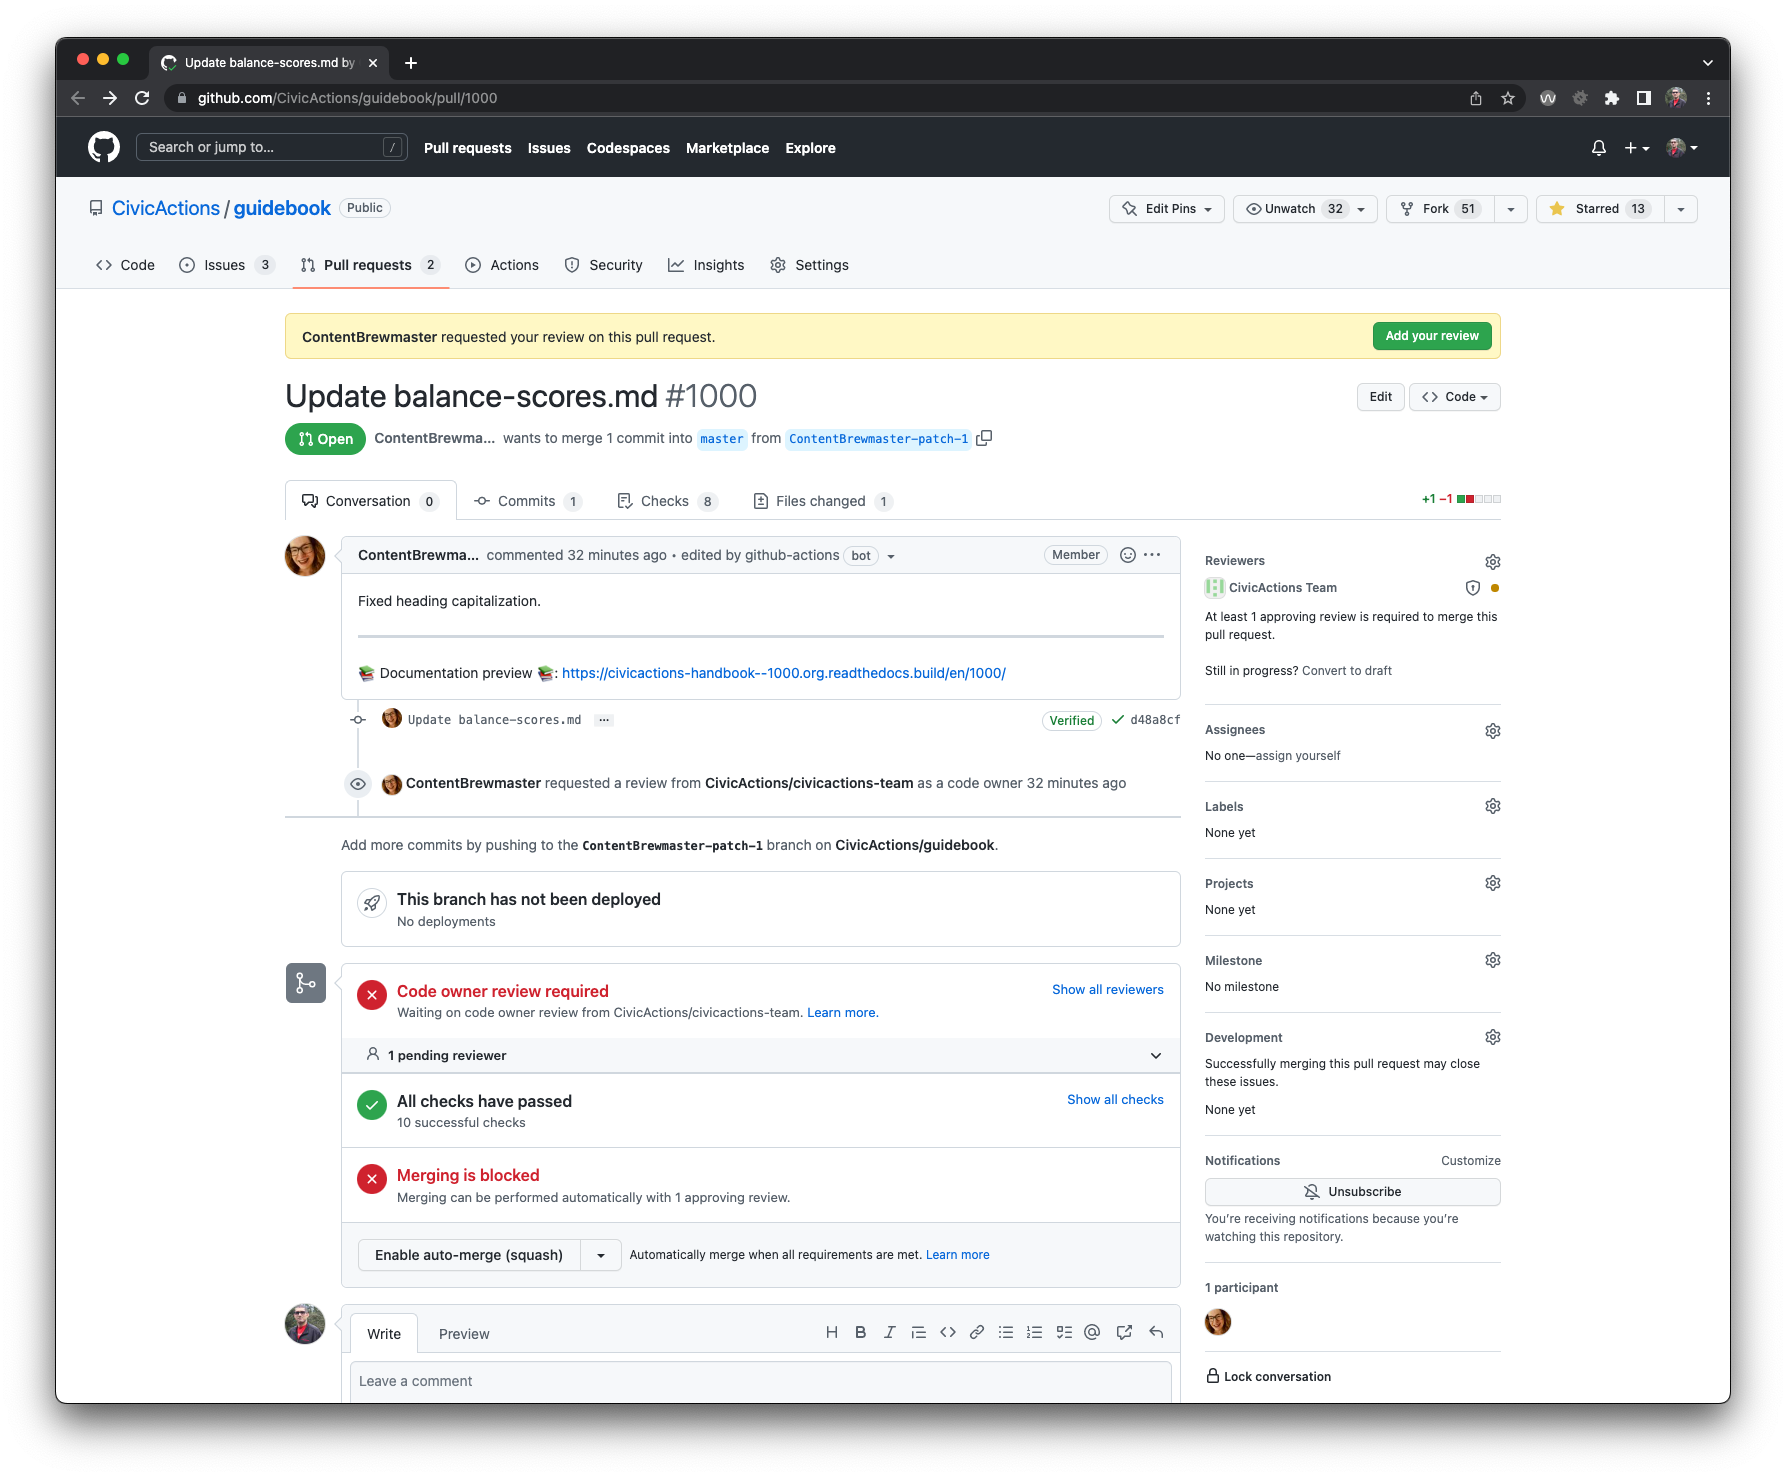 Update balance-scores.md by
github.com/CivicActions/guidebook/pull/1000
Search or jump to... / Pull requests Issues Codespaces Marketplace Explore
CivicActions / guidebook Public Edit Pins Unwatch 32 Fork 51 Starred 13
Code Issues 3 Pull requests 2 Actions Security Insights Settings
ContentBrewmaster requested your review on this pull request. Add your review
Update balance-scores.md #1000 Edit Code
Open ContentBrewma... wants to merge 1 commit into master from ContentBrewmaster-patch-1
Conversation 0 Commits 1 Checks 8 Files changed 1 +1 −1
ContentBrewma... commented 32 minutes ago • edited by github-actions bot Member
Fixed heading capitalization.
📚 Documentation preview 📚: https://civicactions-handbook--1000.org.readthedocs.build/en/1000/
Update balance-scores.md ... Verified d48a8cf
ContentBrewmaster requested a review from CivicActions/civicactions-team as a code owner 32 minutes ago
Add more commits by pushing to the ContentBrewmaster-patch-1 branch on CivicActions/guidebook.
This branch has not been deployed
No deployments
Code owner review required Show all reviewers
Waiting on code owner review from CivicActions/civicactions-team. Learn more.
1 pending reviewer
All checks have passed Show all checks
10 successful checks
Merging is blocked
Merging can be performed automatically with 1 approving review.
Enable auto-merge (squash) Automatically merge when all requirements are met. Learn more
Write Preview
Leave a comment
Reviewers
CivicActions Team
At least 1 approving review is required to merge this
pull request.
Still in progress? Convert to draft
Assignees
No one—assign yourself
Labels
None yet
Projects
None yet
Milestone
No milestone
Development
Successfully merging this pull request may close
these issues.
None yet
Notifications Customize
Unsubscribe
You're receiving notifications because you're
watching this repository.
1 participant
Lock conversation